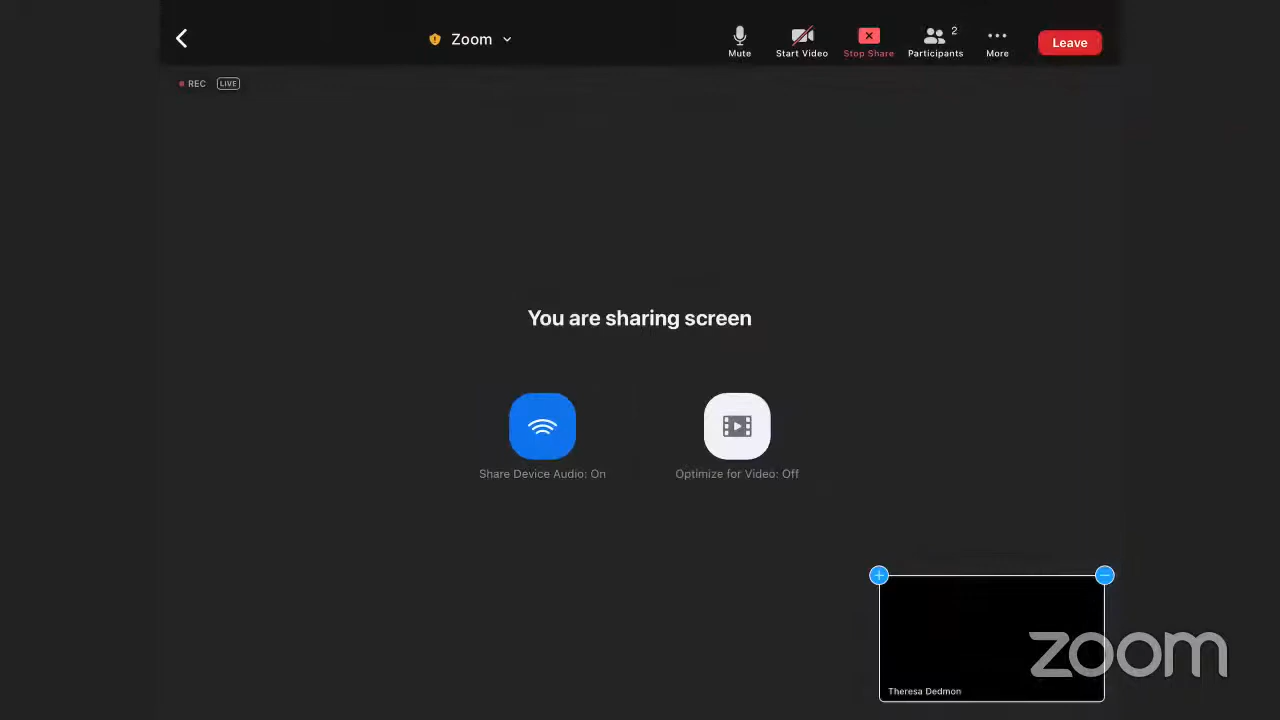 Zoom
2
Mute
Start Video
Stop Share
Participants
More
Leave
REC
LIVE
You are sharing screen
Share Device Audio: On
Optimize for Video: Off
Theresa Dedmon
zoom